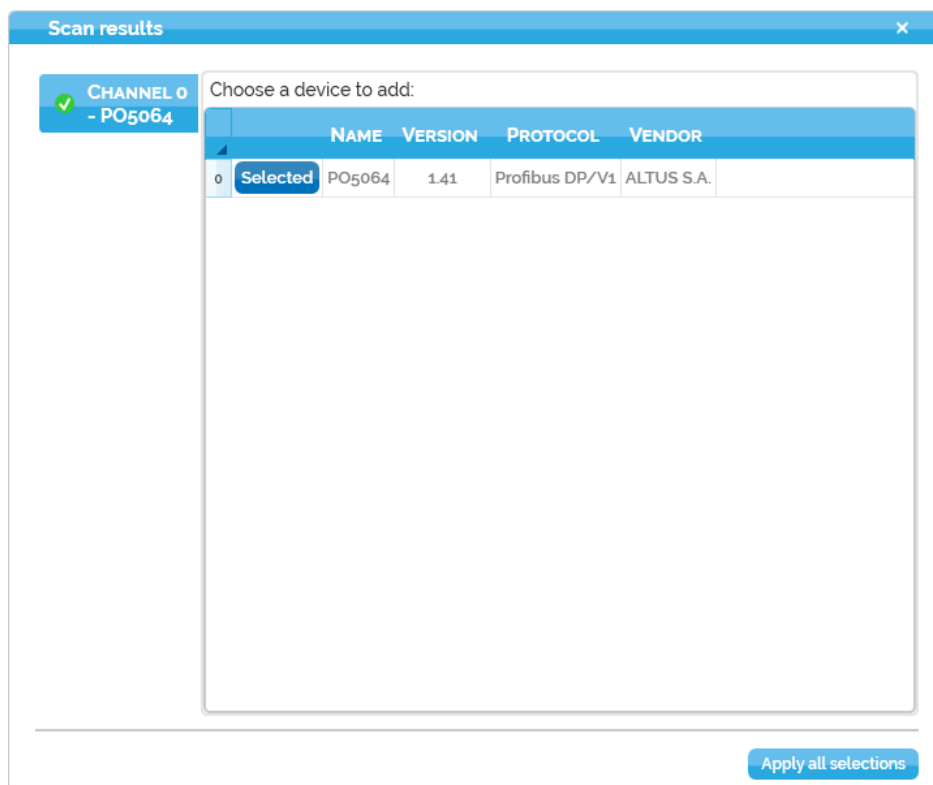 Scan results ×
CHANNEL 0
- PO5064
Choose a device to add:
NAME VERSION PROTOCOL VENDOR
0 Selected PO5064 1.41 Profibus DP/V1 ALTUS S.A.
Apply all selections